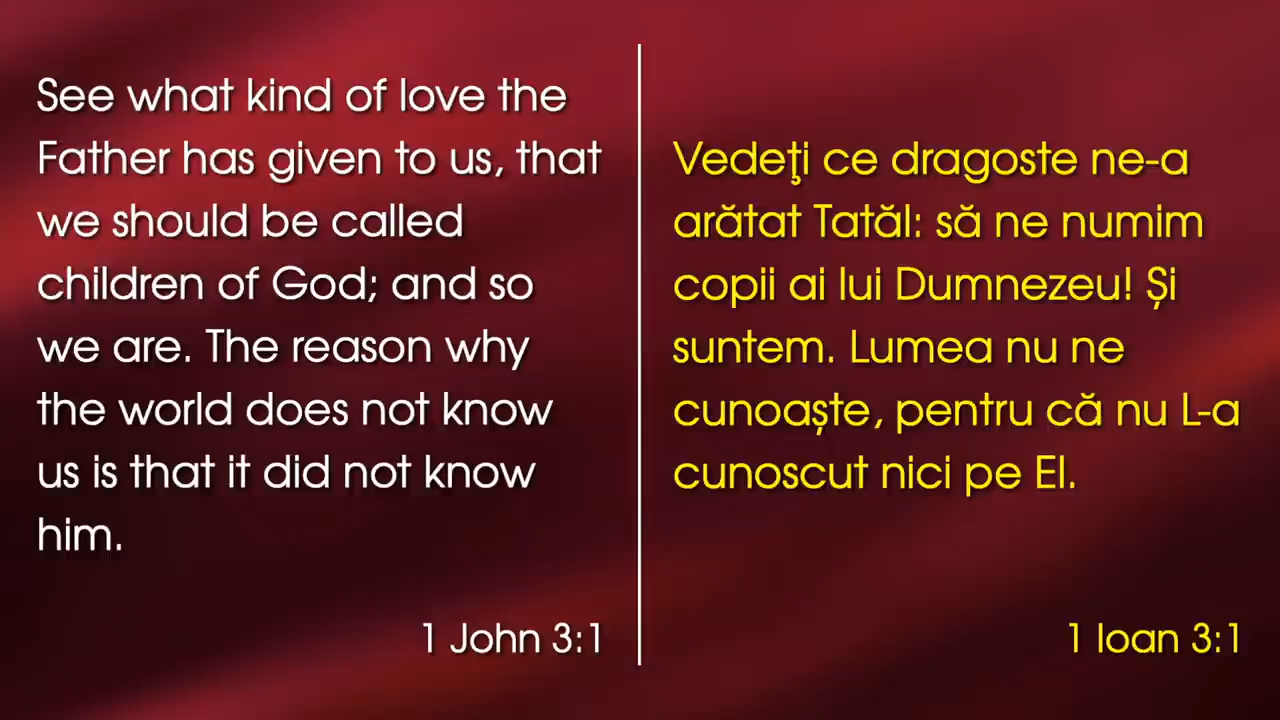 See what kind of love the
Father has given to us, that
we should be called
children of God; and so
we are. The reason why
the world does not know
us is that it did not know
him.
1 John 3:1
Vedeţi ce dragoste ne-a
arătat Tatăl: să ne numim
copii ai lui Dumnezeu! Și
suntem. Lumea nu ne
cunoaște, pentru că nu L-a
cunoscut nici pe El.
1 Ioan 3:1